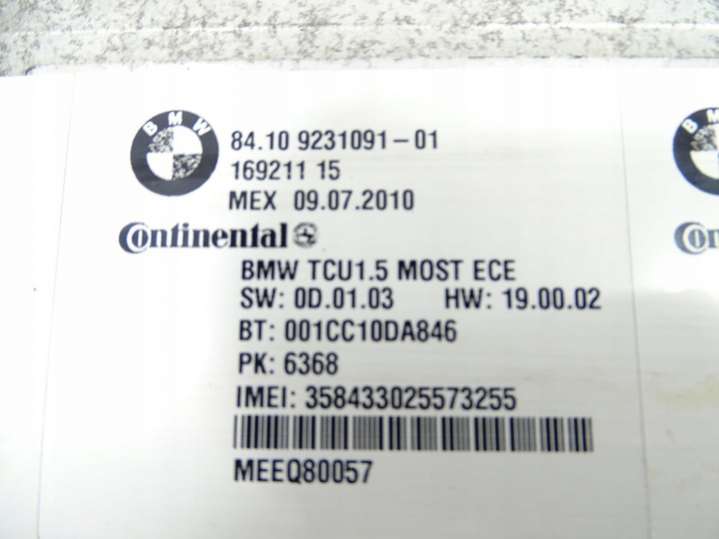 BMW
84.10 9231091-01
169211 15
MEX 09.07.2010
Continental
BMW TCU1.5 MOST ECE
SW: 0D.01.03 HW: 19.00.02
BT: 001CC10DA846
PK: 6368
IMEI: 358433025573255
MEEQ80057